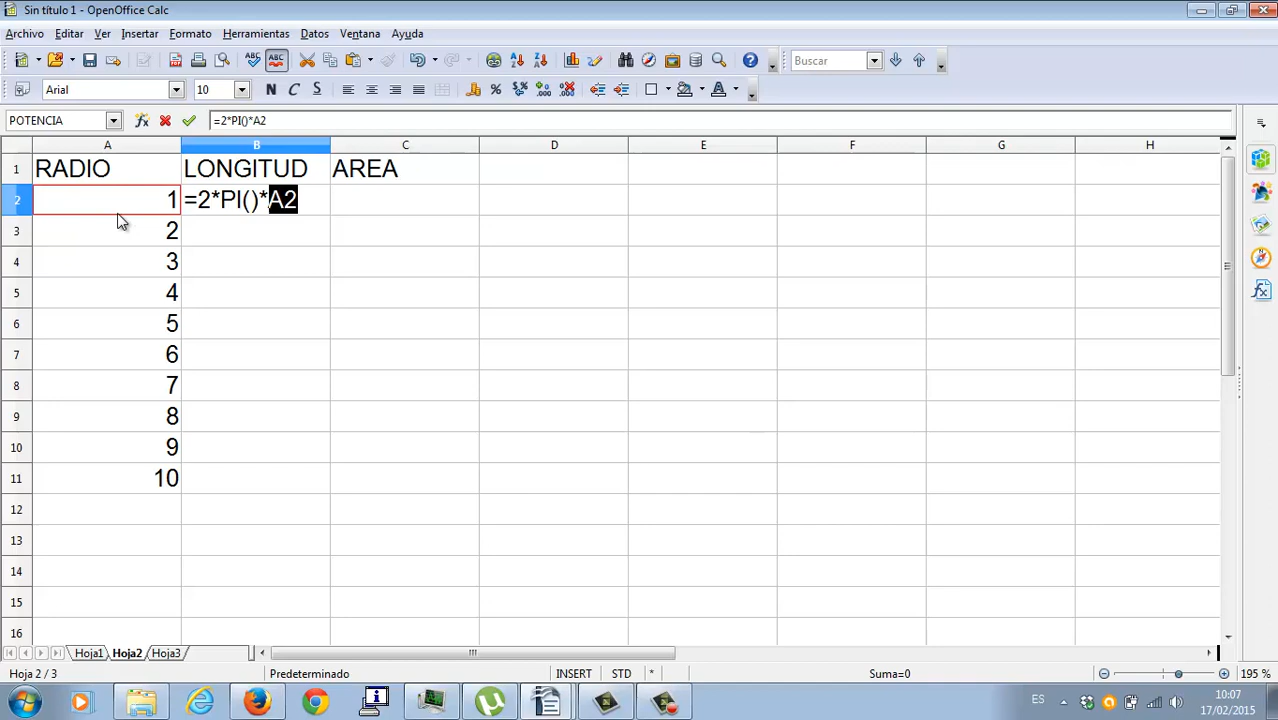 Sin título 1 - OpenOffice Calc
Archivo Editar Ver Insertar Formato Herramientas Datos Ventana Ayuda
Buscar
Arial 10
POTENCIA =2*PI()*A2
A B C D E F G H
1 RADIO LONGITUD AREA
2 1 =2*PI()*A2
3 2
4 3
5 4
6 5
7 6
8 7
9 8
10 9
11 10
12
13
14
15
16
Hoja1 Hoja2 Hoja3
Hoja 2 / 3 Predeterminado INSERT STD * Suma=0 195 %
ES 10:07
17/02/2015